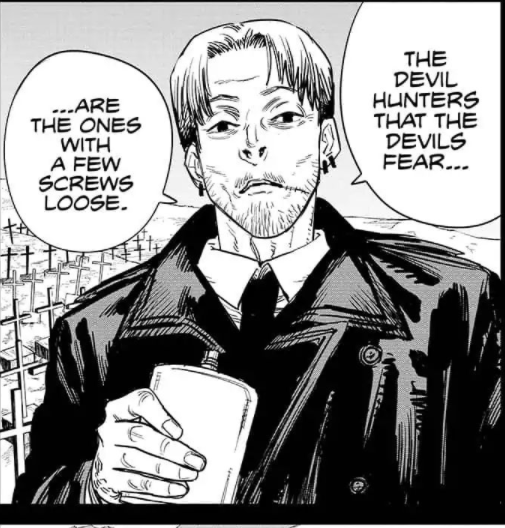 THE
DEVIL
HUNTERS
THAT THE
DEVILS
FEAR...
...ARE
THE ONES
WITH
A FEW
SCREWS
LOOSE.